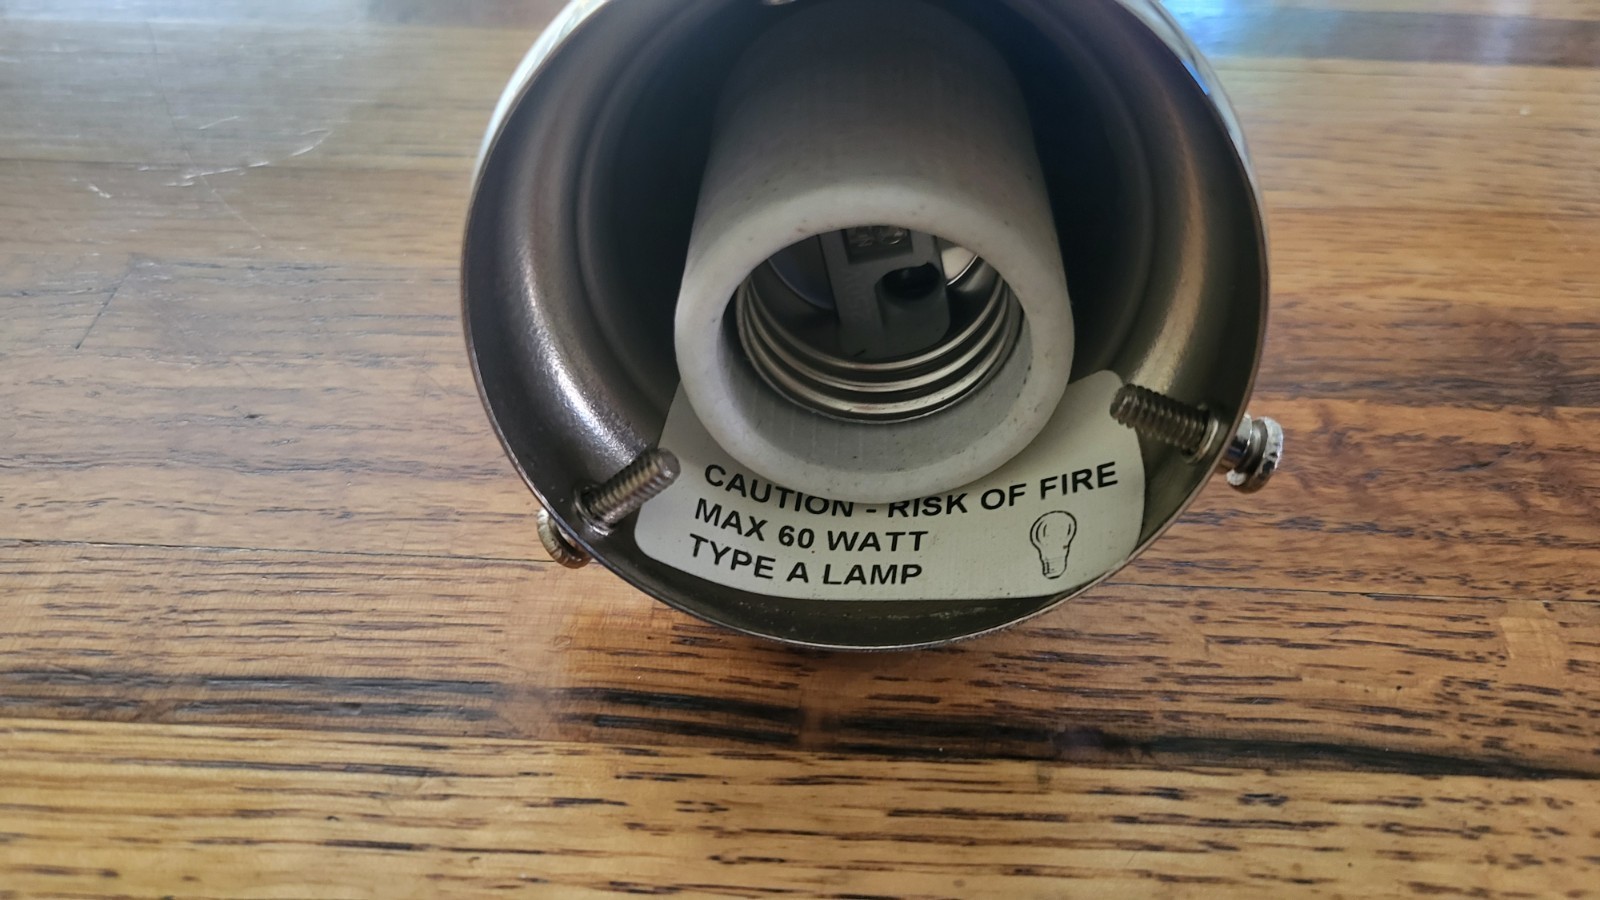 CAUTION - RISK OF FIRE
MAX 60 WATT
TYPE A LAMP